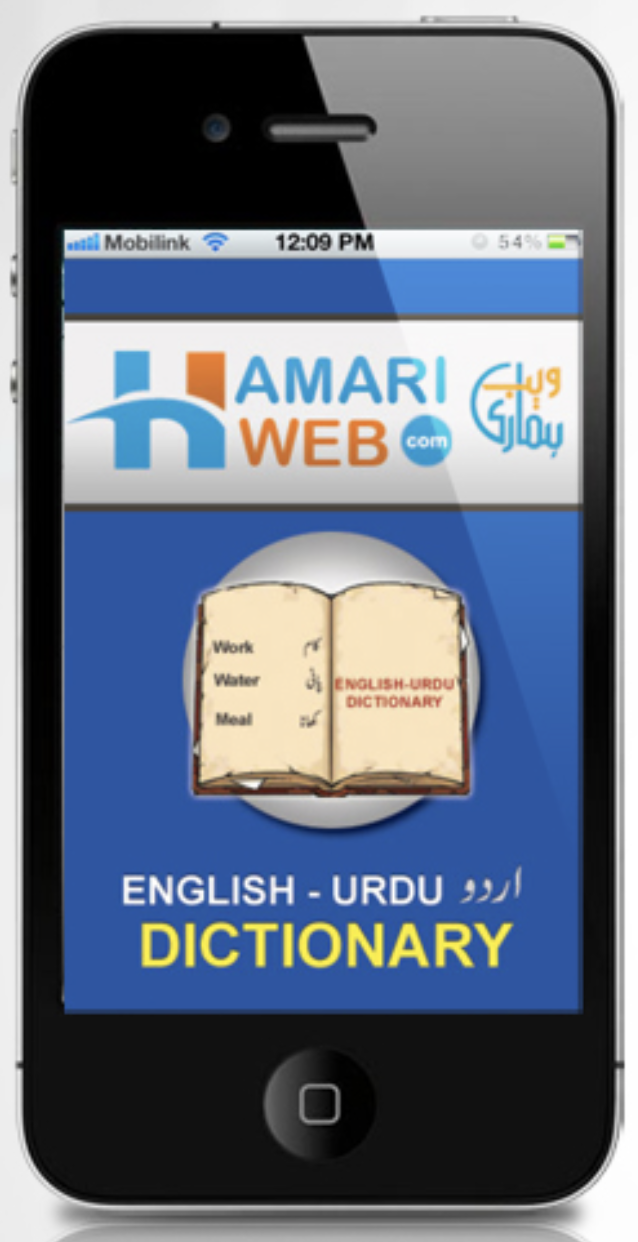 Mobilink 12:09 PM 54%
HAMARI
WEB com
ہماری ویب
Work کام
Water پانی
Meal کھانا
ENGLISH-URDU
DICTIONARY
ENGLISH - URDU اردو
DICTIONARY